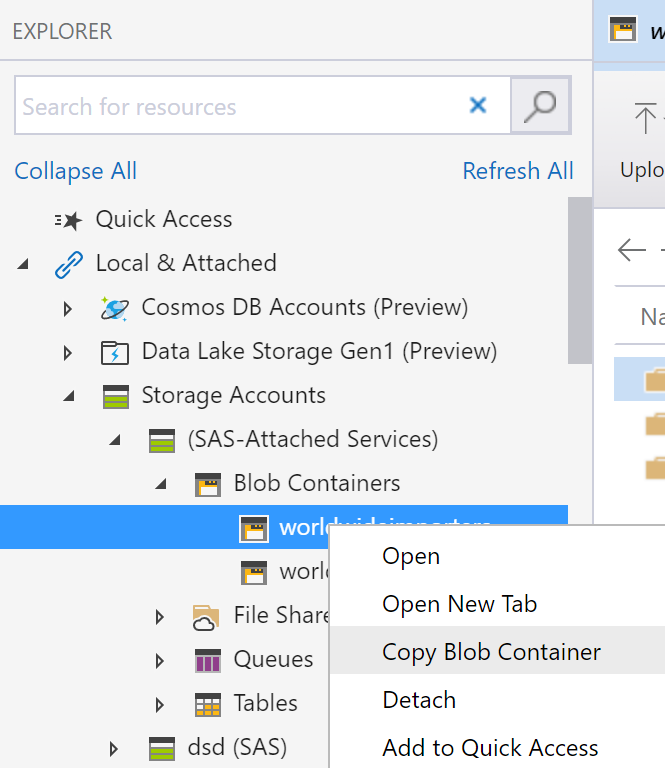 EXPLORER
Search for resources
Collapse All
Refresh All
Quick Access
Local & Attached
Cosmos DB Accounts (Preview)
Data Lake Storage Gen1 (Preview)
Storage Accounts
(SAS-Attached Services)
Blob Containers
Open
Open New Tab
File Share
Copy Blob Container
Queues
Detach
Tables
Add to Quick Access
dsd (SAS)
Uplo
Na